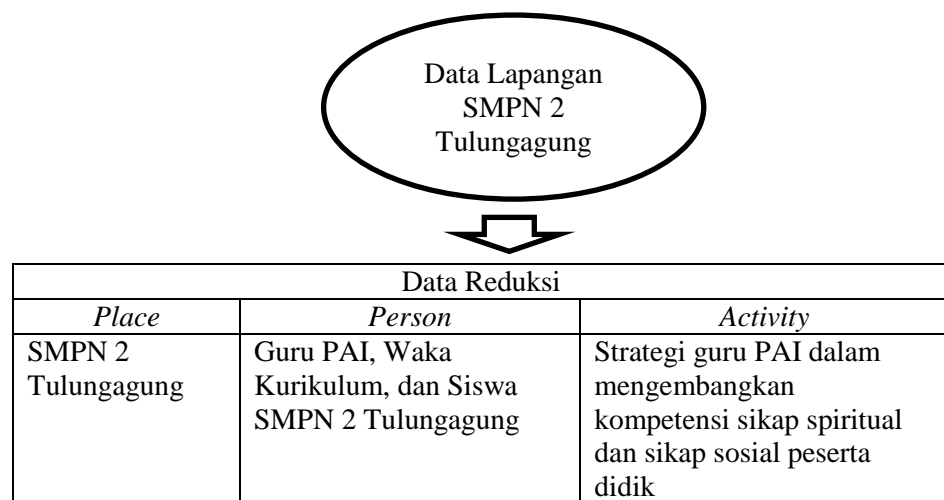 Data Lapangan
SMPN 2
Tulungagung
Data Reduksi
Place
Person
Activity
SMPN 2
Tulungagung
Guru PAI, Waka
Kurikulum, dan Siswa
SMPN 2 Tulungagung
Strategi guru PAI dalam
mengembangkan
kompetensi sikap spiritual
dan sikap sosial peserta
didik